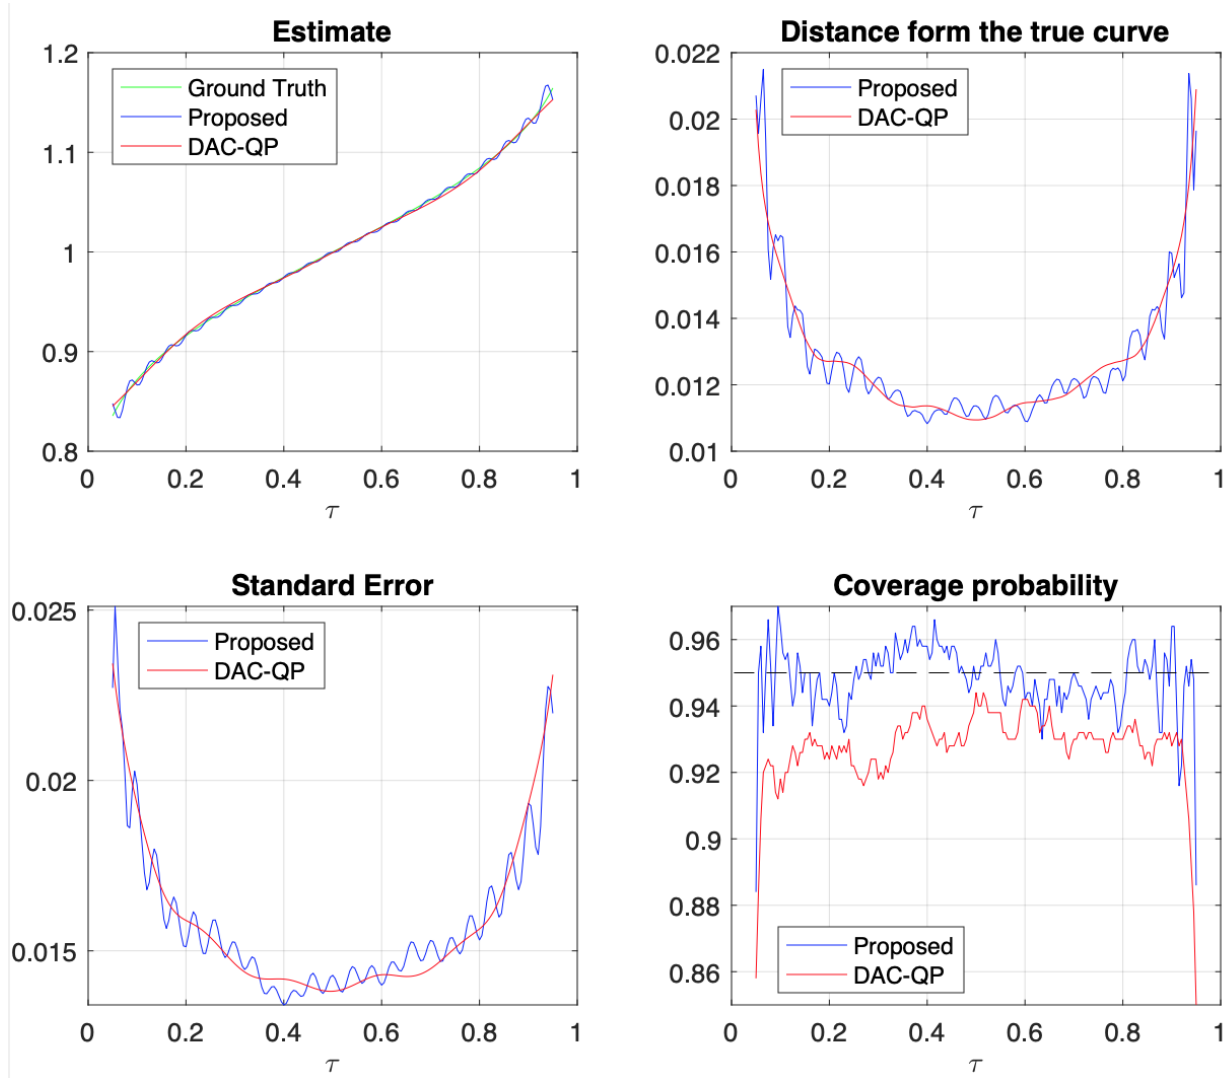 Estimate
1.2
1.1
1
0.9
0.8
Ground Truth
Proposed
DAC-QP
0 0.2 0.4 0.6 0.8 1
τ
Distance form the true curve
0.022
0.02
0.018
0.016
0.014
0.012
0.01
Proposed
DAC-QP
0 0.2 0.4 0.6 0.8 1
τ
Standard Error
0.025
0.02
0.015
Proposed
DAC-QP
0 0.2 0.4 0.6 0.8 1
τ
Coverage probability
0.96
0.94
0.92
0.9
0.88
0.86
Proposed
DAC-QP
0 0.2 0.4 0.6 0.8 1
τ